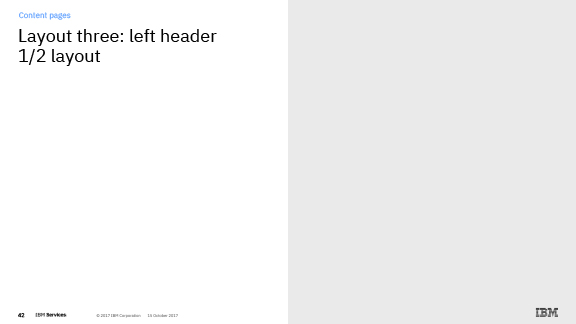 Content pages
Layout three: left header
1/2 layout
42 IBM Services © 2017 IBM Corporation 16 October 2017
IBM